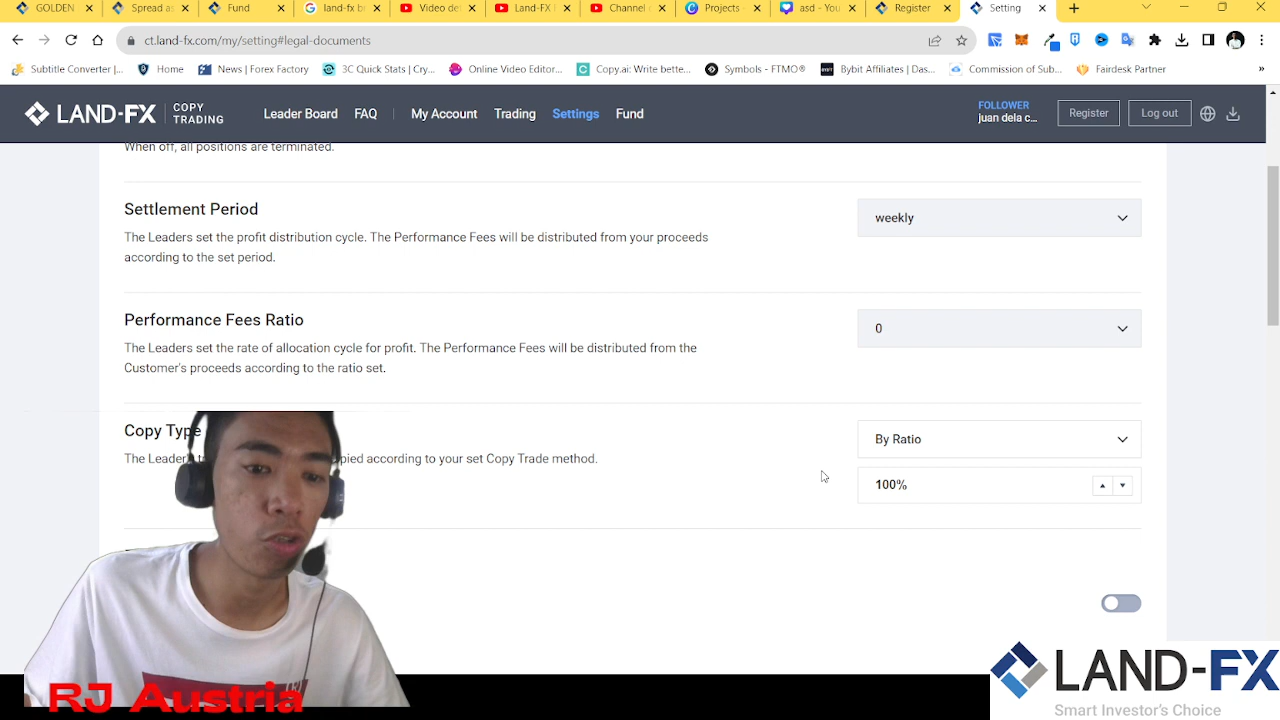 GOLDEN
Spread as
Fund
land-fx b
Video de
Land-FX
Channel
Projects
asd - You
Register
Setting
ct.land-fx.com/my/setting#legal-documents
Subtitle Converter |...
Home
News | Forex Factory
3C Quick Stats | Cry...
Online Video Editor...
Copy.ai: Write bette...
Symbols - FTMO®
Bybit Affiliates | Das...
Commission of Sub...
Fairdesk Partner
LAND-FX
COPY
TRADING
Leader Board
FAQ
My Account
Trading
Settings
Fund
FOLLOWER
juan dela c...
Register
Log out
When off, all positions are terminated.
Settlement Period
weekly
The Leaders set the profit distribution cycle. The Performance Fees will be distributed from your proceeds
according to the set period.
Performance Fees Ratio
0
The Leaders set the rate of allocation cycle for profit. The Performance Fees will be distributed from the
Customer's proceeds according to the ratio set.
Copy Type
By Ratio
The Leader's
according to your set Copy Trade method.
100%
RJ Austria
LAND-FX
Smart Investor's Choice